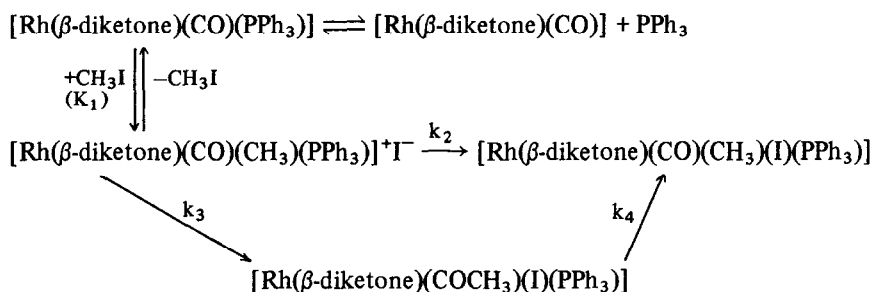 [Rh(β-diketone)(CO)(PPh₃)] ⇌ [Rh(β-diketone)(CO)] + PPh₃
+CH₃I –CH₃I
(K₁)
[Rh(β-diketone)(CO)(CH₃)(PPh₃)]⁺I⁻ k₂ → [Rh(β-diketone)(CO)(CH₃)(I)(PPh₃)]
k₃ k₄
[Rh(β-diketone)(COCH₃)(I)(PPh₃)]